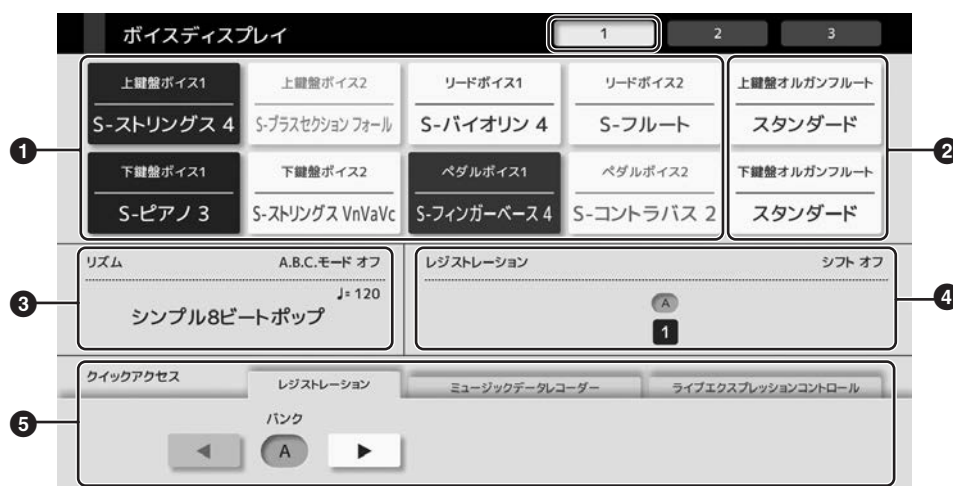 ボイスディスプレイ 1 2 3
上鍵盤ボイス1 上鍵盤ボイス2 リードボイス1 リードボイス2 上鍵盤オルガンフルート
S-ストリングス 4 S-ブラスセクション フォール S-バイオリン 4 S-フルート スタンダード
❶ ❷
下鍵盤ボイス1 下鍵盤ボイス2 ペダルボイス1 ペダルボイス2 下鍵盤オルガンフルート
S-ピアノ 3 S-ストリングス VnVaVc S-フィンガーベース 4 S-コントラバス 2 スタンダード
リズム A.B.C.モード オフ レジストレーション シフト オフ
❸ ♩= 120 ❹
シンプル8ビートポップ A
1
クイックアクセス レジストレーション ミュージックデータレコーダー ライブエクスプレッションコントロール
❺ バンク
◀ A ▶